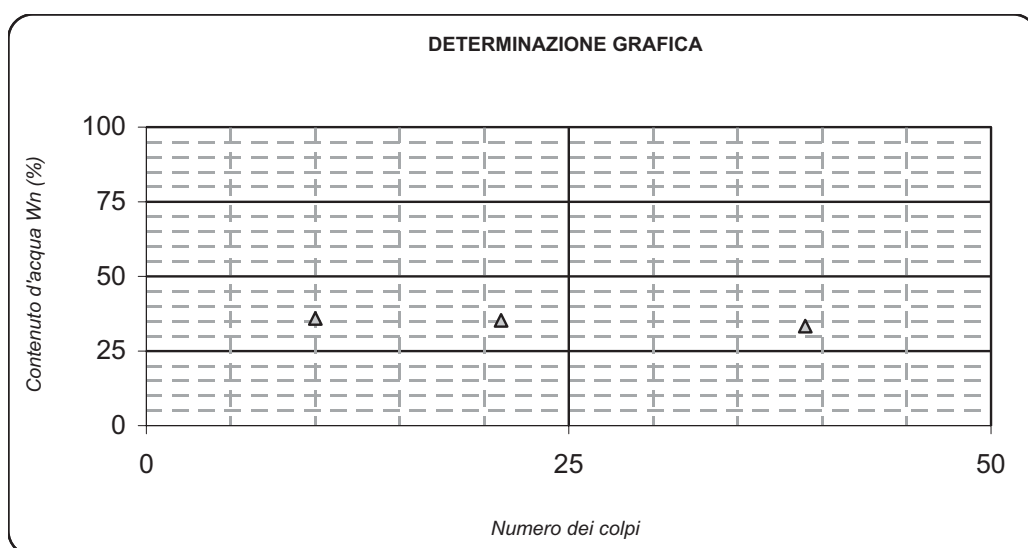 DETERMINAZIONE GRAFICA
100
75
50
25
0
Contenuto d'acqua Wn (%)
0 25 50
Numero dei colpi